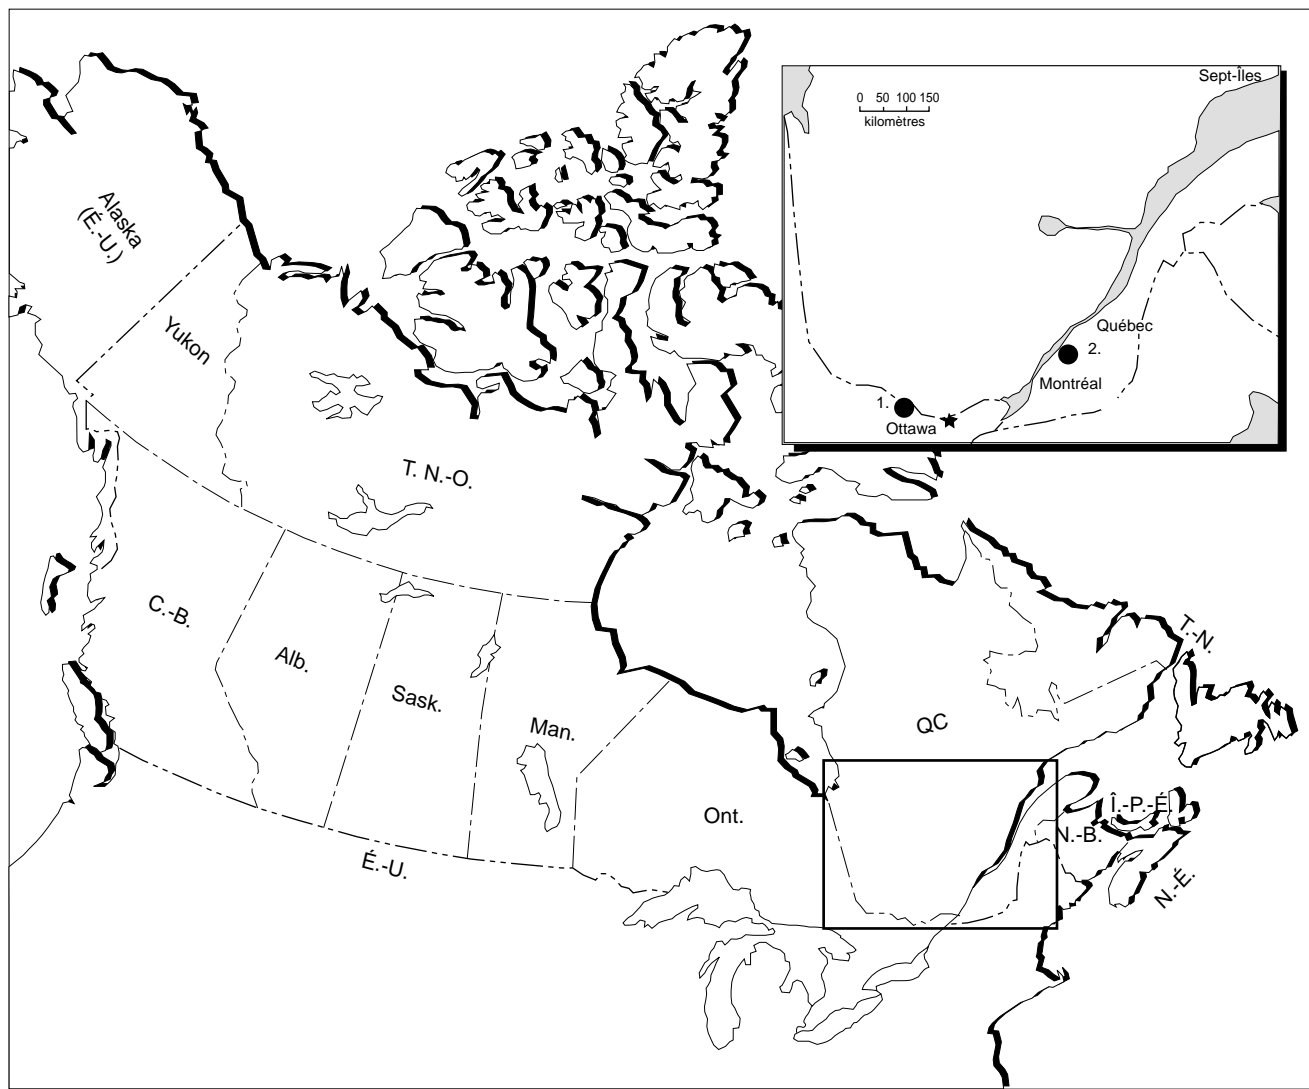 Sept-Îles
0 50 100 150
kilomètres
Alaska
(É.-U.)
Yukon
Québec
2.
Montréal
1.
Ottawa
T. N.-O.
C.-B.
Alb.
Sask.
Man.
T.-N.
QC
Ont.
Î.-P.-É.
N.-B.
É.-U.
N.-É.